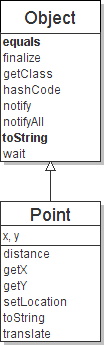 Object
equals
finalize
getClass
hashCode
notify
notifyAll
toString
wait
Point
x, y
distance
getX
getY
setLocation
toString
translate